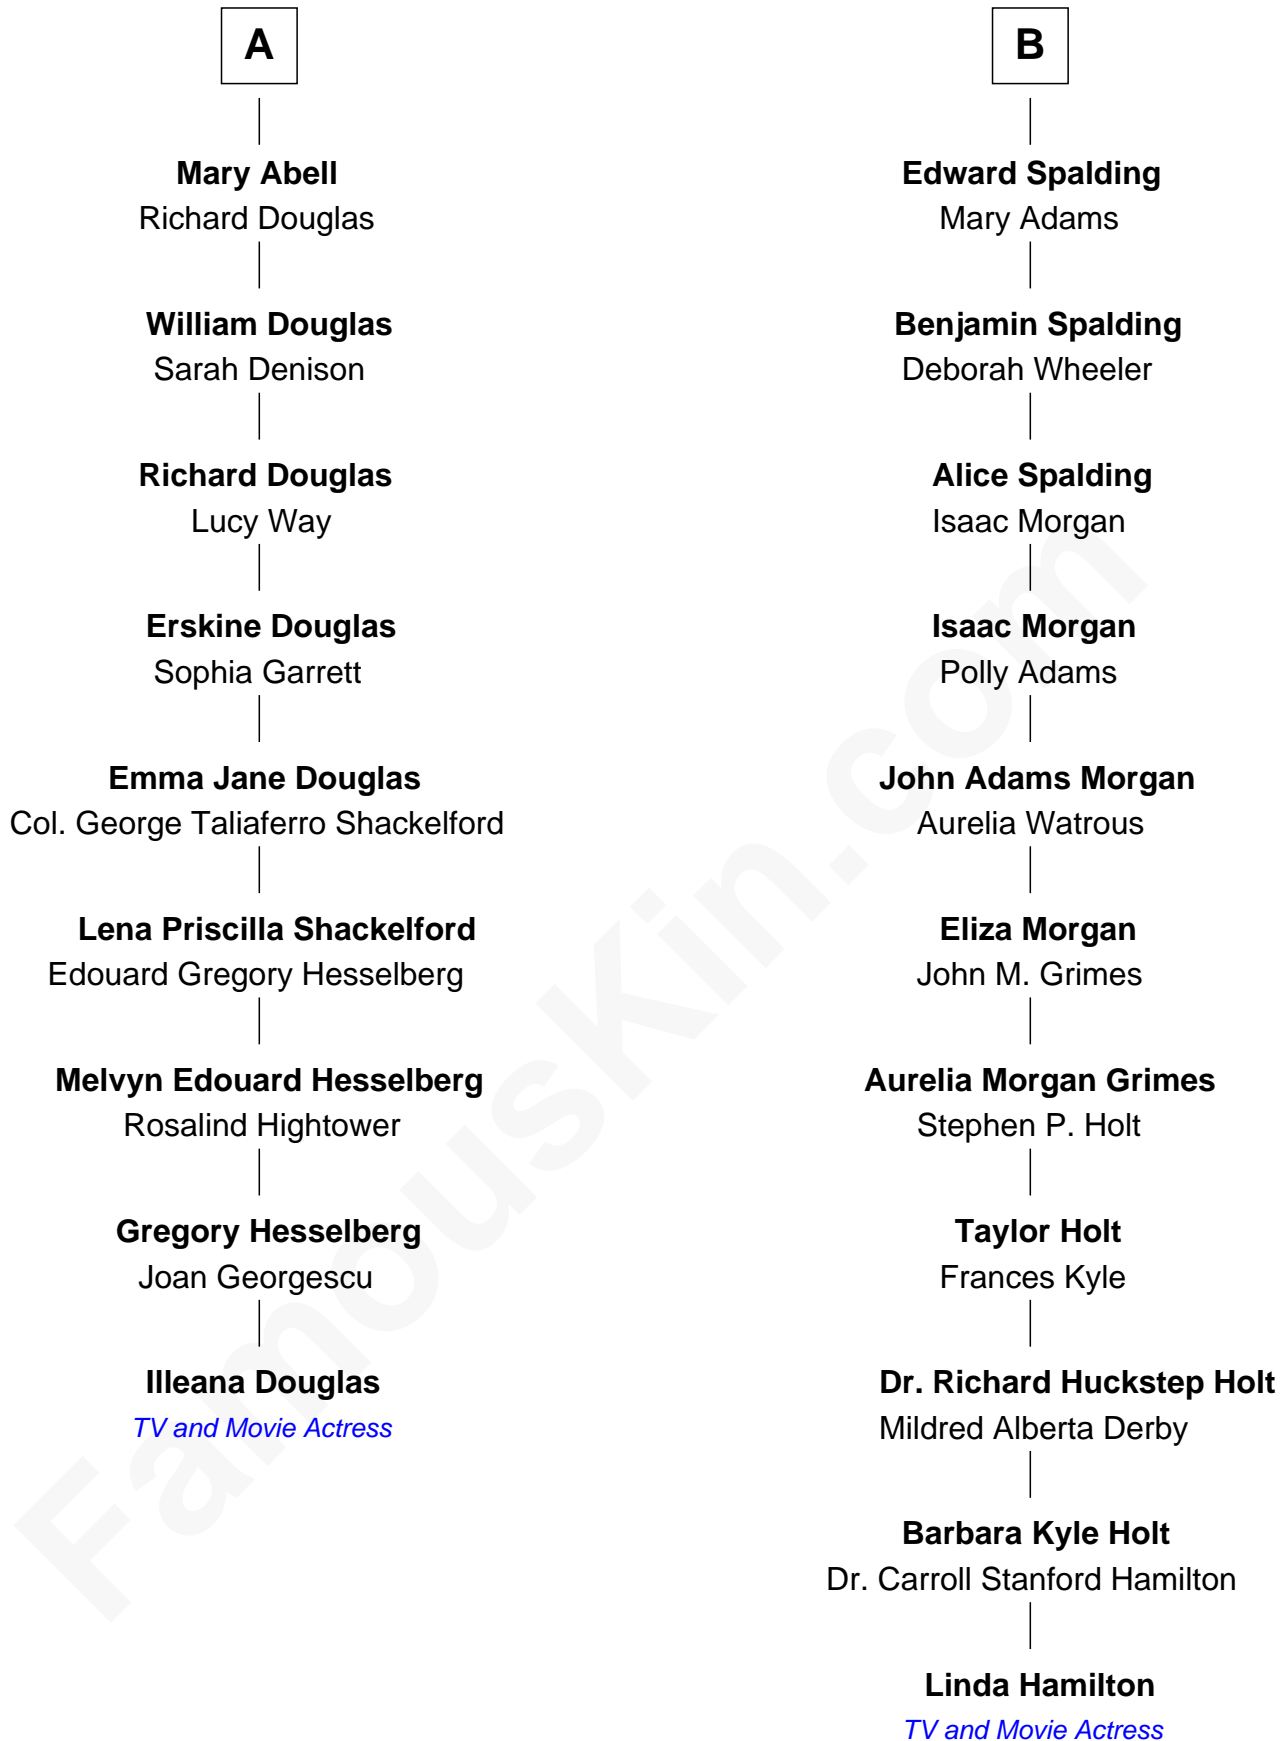 A
Mary Abell
Richard Douglas
William Douglas
Sarah Denison
Richard Douglas
Lucy Way
Erskine Douglas
Sophia Garrett
Emma Jane Douglas
Col. George Taliaferro Shackelford
Lena Priscilla Shackelford
Edouard Gregory Hesselberg
Melvyn Edouard Hesselberg
Rosalind Hightower
Gregory Hesselberg
Joan Georgescu
Illeana Douglas
TV and Movie Actress
B
Edward Spalding
Mary Adams
Benjamin Spalding
Deborah Wheeler
Alice Spalding
Isaac Morgan
Isaac Morgan
Polly Adams
John Adams Morgan
Aurelia Watrous
Eliza Morgan
John M. Grimes
Aurelia Morgan Grimes
Stephen P. Holt
Taylor Holt
Frances Kyle
Dr. Richard Huckstep Holt
Mildred Alberta Derby
Barbara Kyle Holt
Dr. Carroll Stanford Hamilton
Linda Hamilton
TV and Movie Actress
FamousKin.com